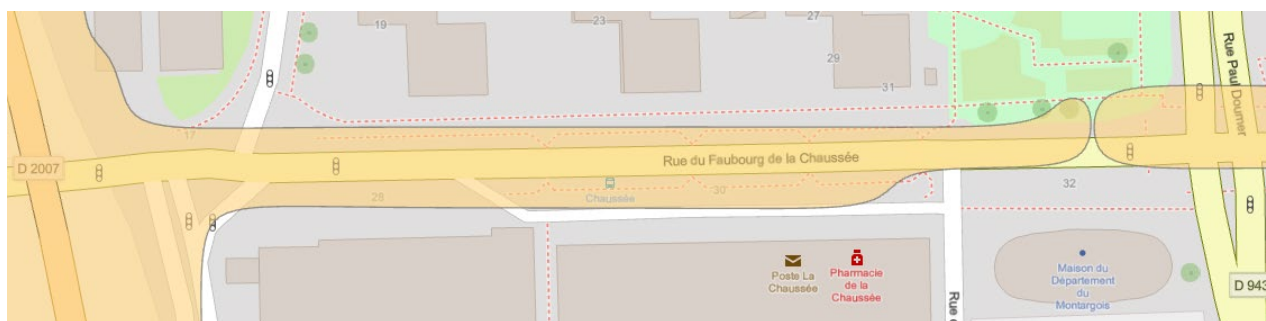 19
23
27
29
31
17
D 2007
Rue du Faubourg de la Chaussée
Rue Paul Doumer
28
Chaussée
30
32
Poste La
Chaussée
Pharmacie
de la
Chaussée
Maison du
Département
du
Montargois
Rue
D 943